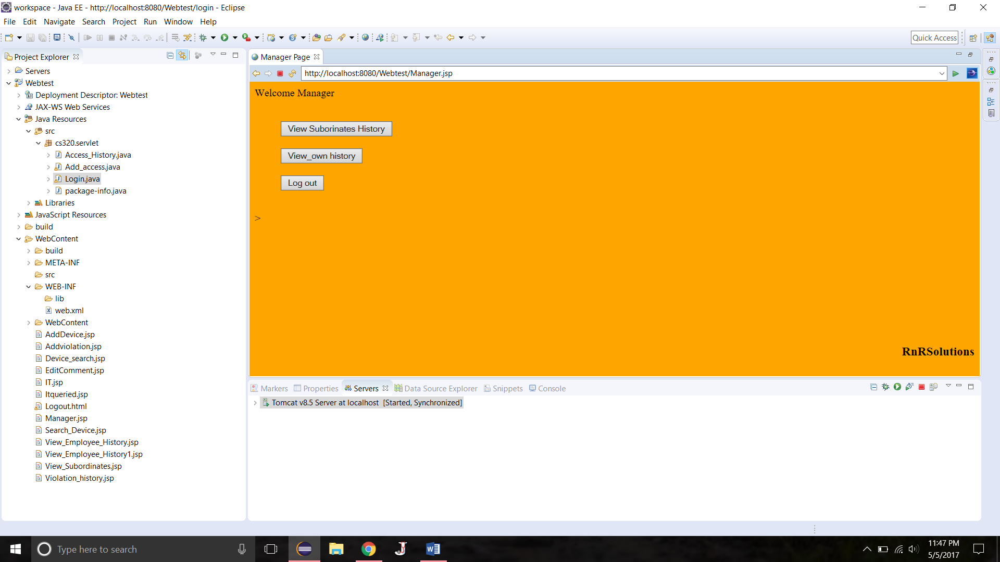 workspace - Java EE - http://localhost:8080/Webtest/login - Eclipse
File Edit Navigate Search Project Run Window Help
Quick Access
Project Explorer
Servers
Webtest
Deployment Descriptor: Webtest
JAX-WS Web Services
Java Resources
src
cs320.servlet
Access_History.java
Add_access.java
Login.java
package-info.java
Libraries
JavaScript Resources
build
WebContent
build
META-INF
src
WEB-INF
lib
web.xml
WebContent
AddDevice.jsp
Addviolation.jsp
Device_search.jsp
EditComment.jsp
IT.jsp
Itqueried.jsp
Logout.html
Manager.jsp
Search_Device.jsp
View_Employee_History.jsp
View_Employee_History1.jsp
View_Subordinates.jsp
Violation_history.jsp
Manager Page
http://localhost:8080/Webtest/Manager.jsp
Welcome Manager
View Suborinates History
View_own history
Log out
>
RnRSolutions
Markers Properties Servers Data Source Explorer Snippets Console
Tomcat v8.5 Server at localhost [Started, Synchronized]
Type here to search
11:47 PM
5/5/2017